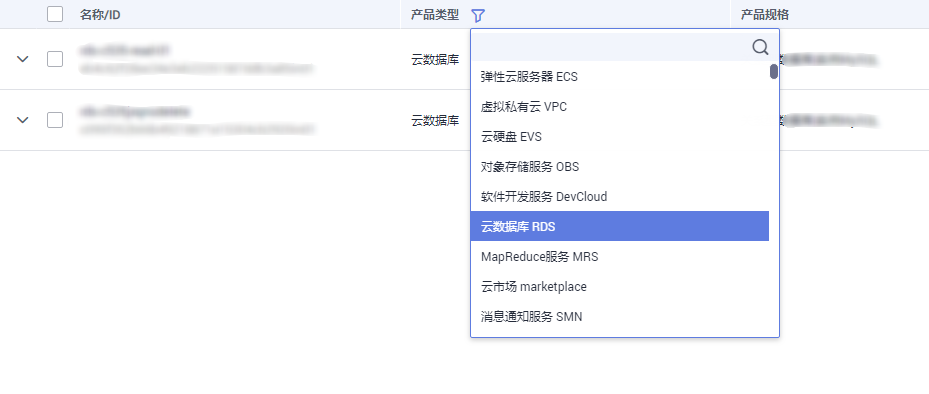 名称/ID 产品类型 产品规格
弹性云服务器 ECS
云数据库
虚拟私有云 VPC
云硬盘 EVS
云数据库
对象存储服务 OBS
软件开发服务 DevCloud
云数据库 RDS
MapReduce服务 MRS
云市场 marketplace
消息通知服务 SMN